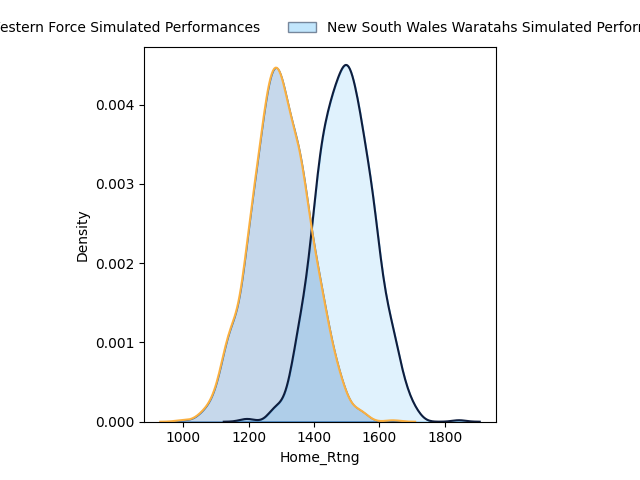 estern Force Simulated Performances New South Wales Waratahs Simulated Perfor
0.004
0.003
0.002
0.001
0.000
Density
1000 1200 1400 1600 1800
Home_Rtng